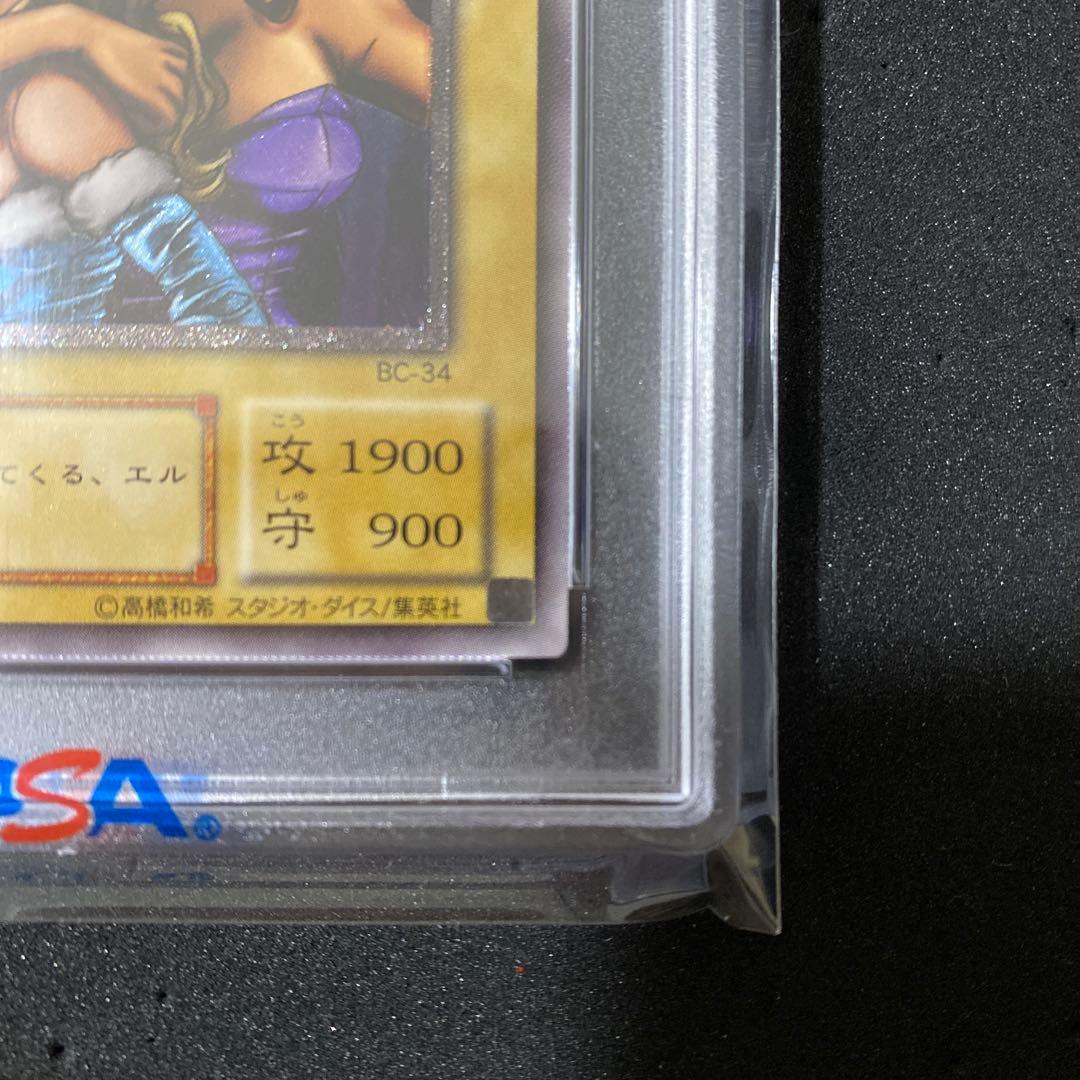 BC-34
こう
攻 1900
てくる、エル
しゅ
守 900
©高橋和希 スタジオ・ダイス/集英社
PSA®